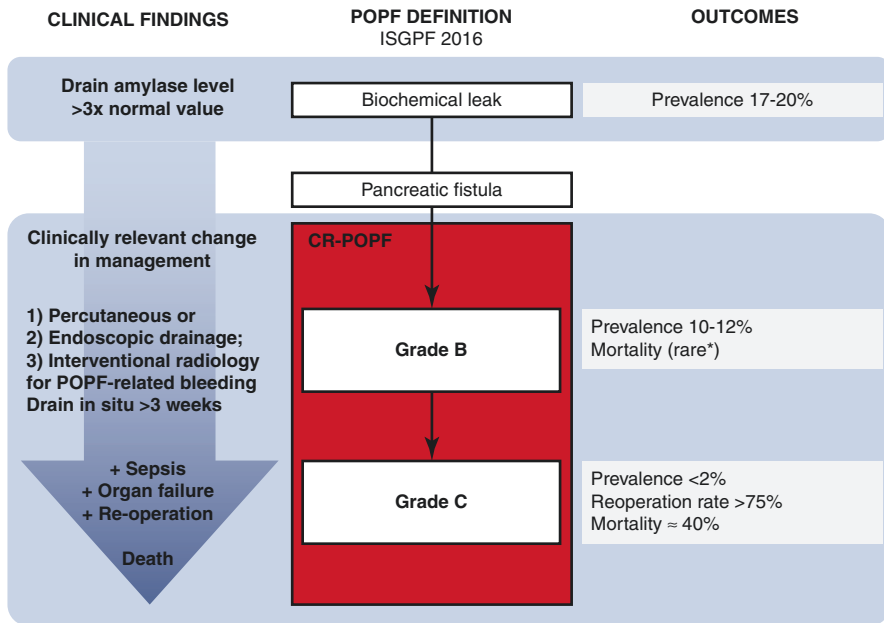 CLINICAL FINDINGS
POPF DEFINITION
ISGPF 2016
OUTCOMES
Drain amylase level
>3x normal value
Biochemical leak
Prevalence 17-20%
Pancreatic fistula
Clinically relevant change
in management
CR-POPF
1) Percutaneous or
2) Endoscopic drainage;
3) Interventional radiology
for POPF-related bleeding
Drain in situ >3 weeks
Grade B
Prevalence 10-12%
Mortality (rare*)
+ Sepsis
+ Organ failure
+ Re-operation
Death
Grade C
Prevalence <2%
Reoperation rate >75%
Mortality ≈ 40%